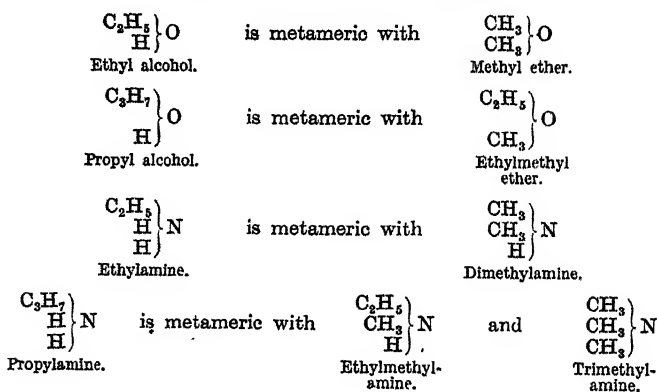 C₂H₅ H } O is metameric with CH₃ CH₃ } O
Ethyl alcohol. Methyl ether.
C₃H₇ H } O is metameric with C₂H₅ CH₃ } O
Propyl alcohol. Ethylmethyl
ether.
C₂H₅ H H } N is metameric with CH₃ CH₃ H } N
Ethylamine. Dimethylamine.
C₃H₇ H H } N is metameric with C₂H₅ CH₃ H } N and CH₃ CH₃ CH₃ } N
Propylamine. Ethylmethyl- Trimethyl-
amine. amine.